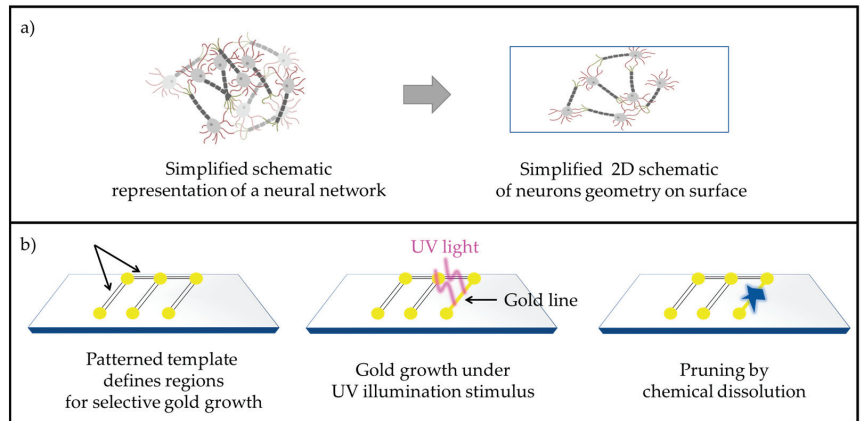 a)
Simplified schematic
representation of a neural network
Simplified 2D schematic
of neurons geometry on surface
b)
UV light
Gold line
Patterned template
defines regions
for selective gold growth
Gold growth under
UV illumination stimulus
Pruning by
chemical dissolution